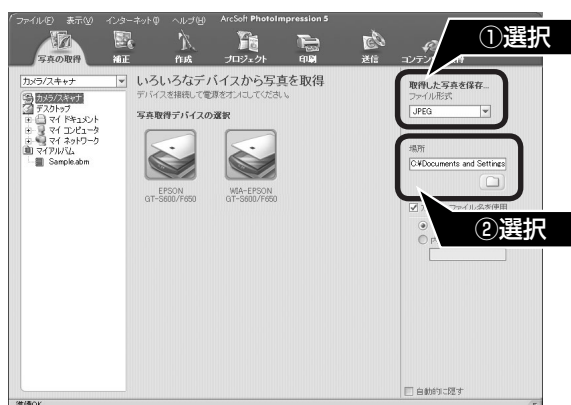 ファイル(F) 表示(V) インターネット(I) ヘルプ(H) ArcSoft PhotoImpression 5
①選択
写真の取得 補正 作成 プロジェクト 印刷 送信
カメラ/スキャナ
カメラ/スキャナ
デスクトップ
マイ ドキュメント
マイ コンピュータ
マイ ネットワーク
マイアルバム
Sample.abm
いろいろなデバイスから写真を取得
デバイスを接続して電源をオンにしてください。
写真取得デバイスの選択
EPSON
GT-S600/F650
WIA-EPSON
GT-S600/F650
取得した写真を保存...
ファイル形式
JPEG
場所
C:¥Documents and Settings
②選択
自動的に隠す
準備OK